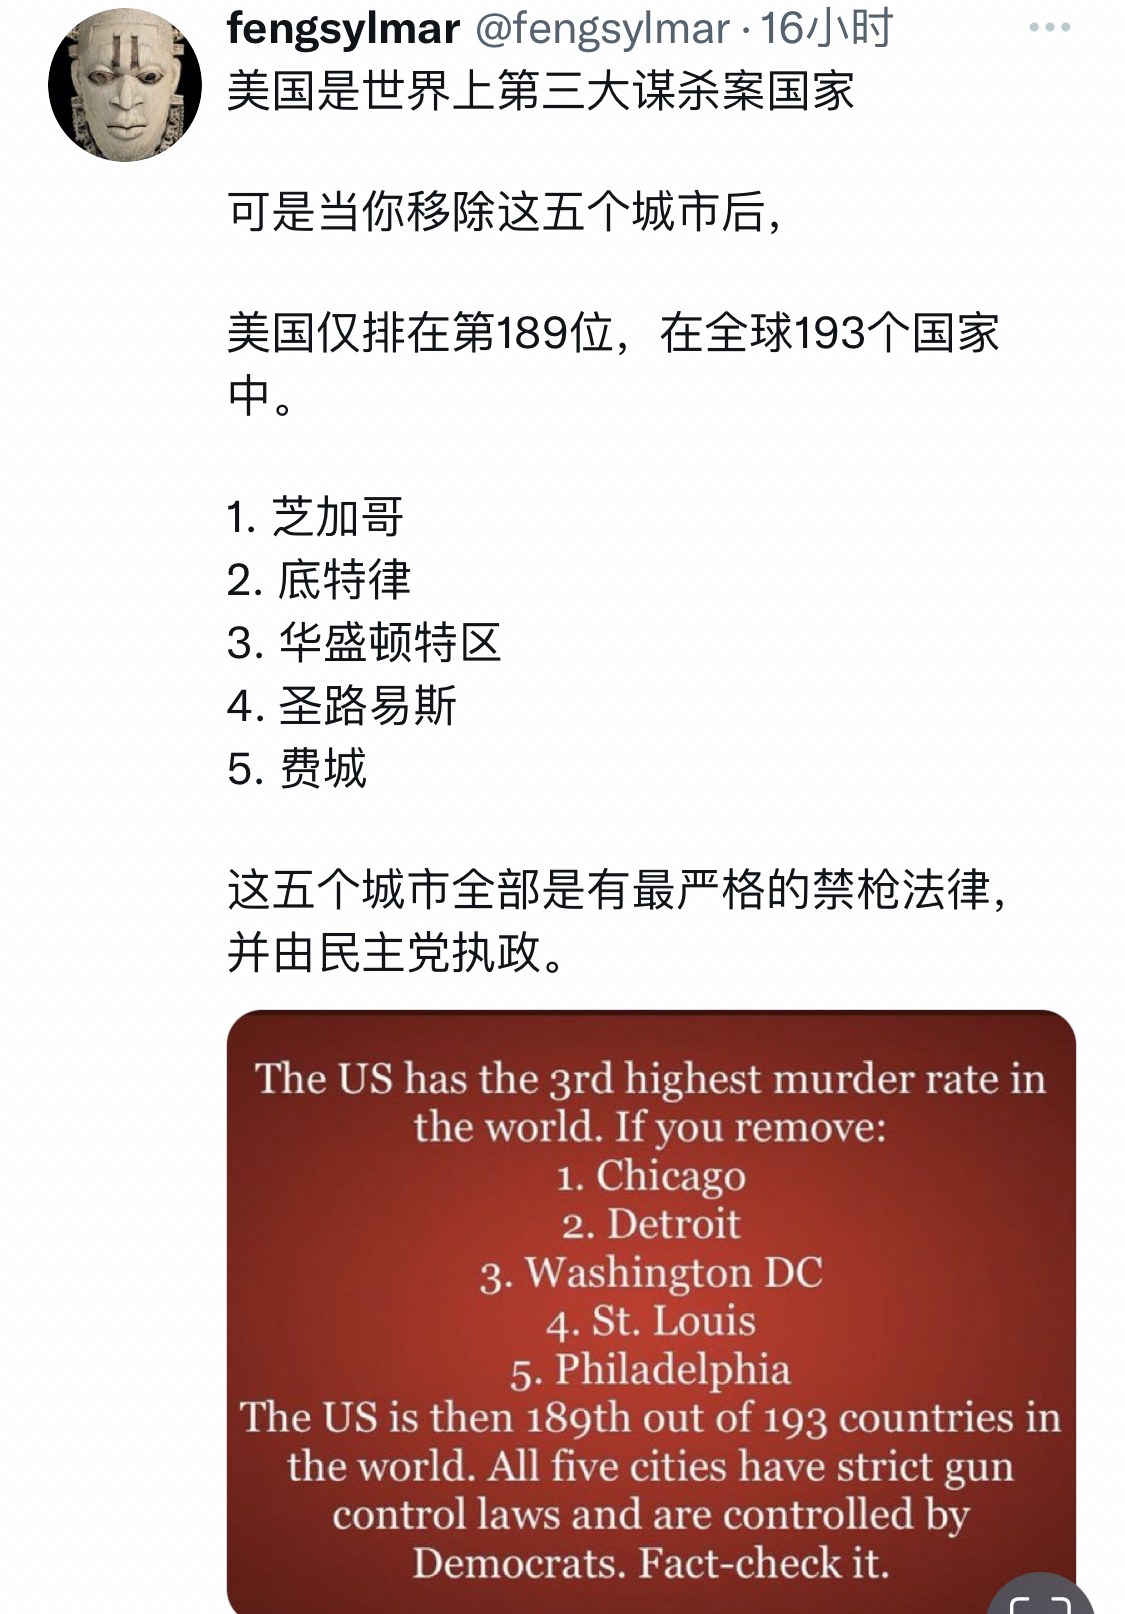 fengsylmar @fengsylmar · 16小时
美国是世界上第三大谋杀案国家
可是当你移除这五个城市后，
美国仅排在第189位，在全球193个国家
中。
1. 芝加哥
2. 底特律
3. 华盛顿特区
4. 圣路易斯
5. 费城
这五个城市全部是有最严格的禁枪法律，
并由民主党执政。
The US has the 3rd highest murder rate in
the world. If you remove:
1. Chicago
2. Detroit
3. Washington DC
4. St. Louis
5. Philadelphia
The US is then 189th out of 193 countries in
the world. All five cities have strict gun
control laws and are controlled by
Democrats. Fact-check it.